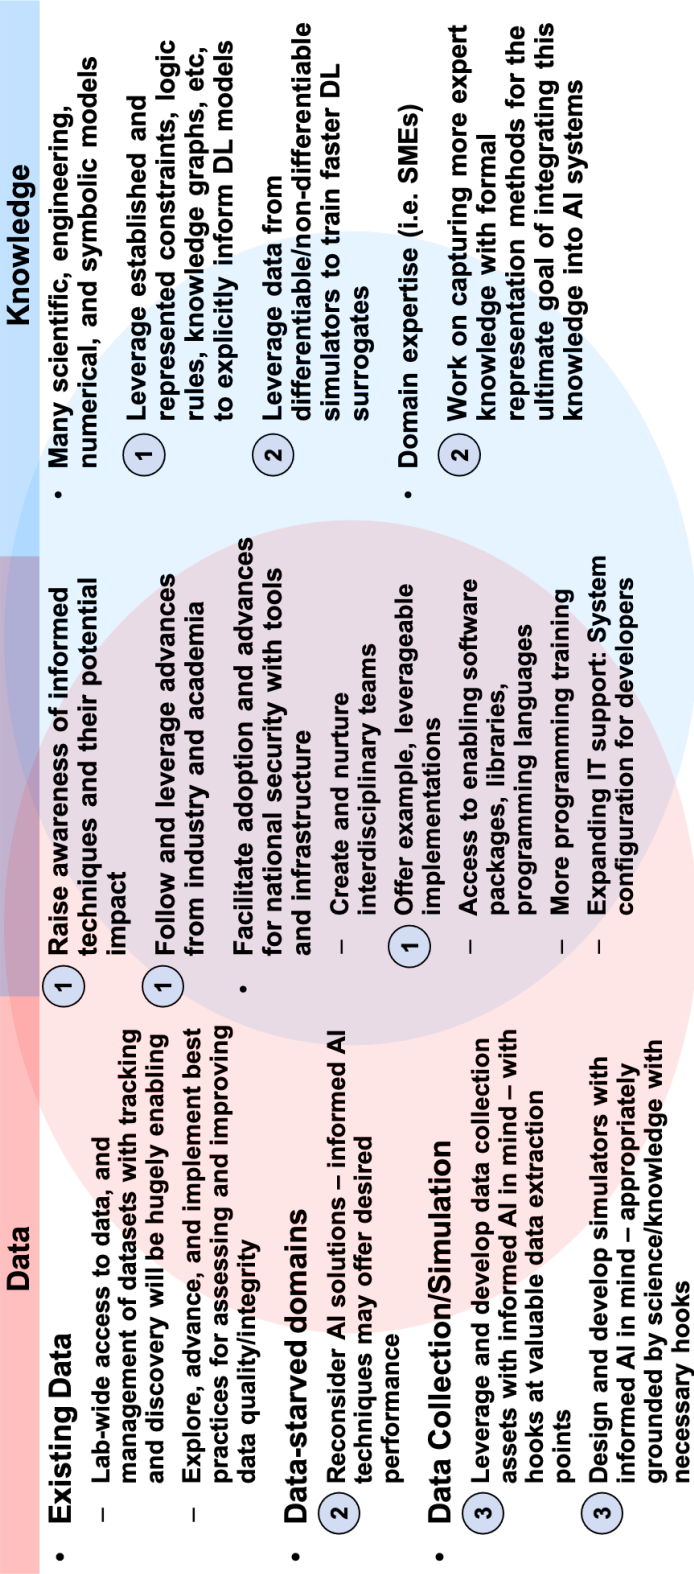 Data
• Existing Data
– Lab-wide access to data, and
management of datasets with tracking
and discovery will be hugely enabling
– Explore, advance, and implement best
practices for assessing and improving
data quality/integrity
• Data-starved domains
2 Reconsider AI solutions – informed AI
techniques may offer desired
performance
• Data Collection/Simulation
3 Leverage and develop data collection
assets with informed AI in mind – with
hooks at valuable data extraction
points
3 Design and develop simulators with
informed AI in mind – appropriately
grounded by science/knowledge with
necessary hooks
1 Raise awareness of informed
techniques and their potential
impact
1 Follow and leverage advances
from industry and academia
• Facilitate adoption and advances
for national security with tools
and infrastructure
– Create and nurture
interdisciplinary teams
1 Offer example, leverageable
implementations
– Access to enabling software
packages, libraries,
programming languages
– More programming training
– Expanding IT support: System
configuration for developers
Knowledge
• Many scientific, engineering,
numerical, and symbolic models
1 Leverage established and
represented constraints, logic
rules, knowledge graphs, etc,
to explicitly inform DL models
2 Leverage data from
differentiable/non-differentiable
simulators to train faster DL
surrogates
• Domain expertise (i.e. SMEs)
2 Work on capturing more expert
knowledge with formal
representation methods for the
ultimate goal of integrating this
knowledge into AI systems